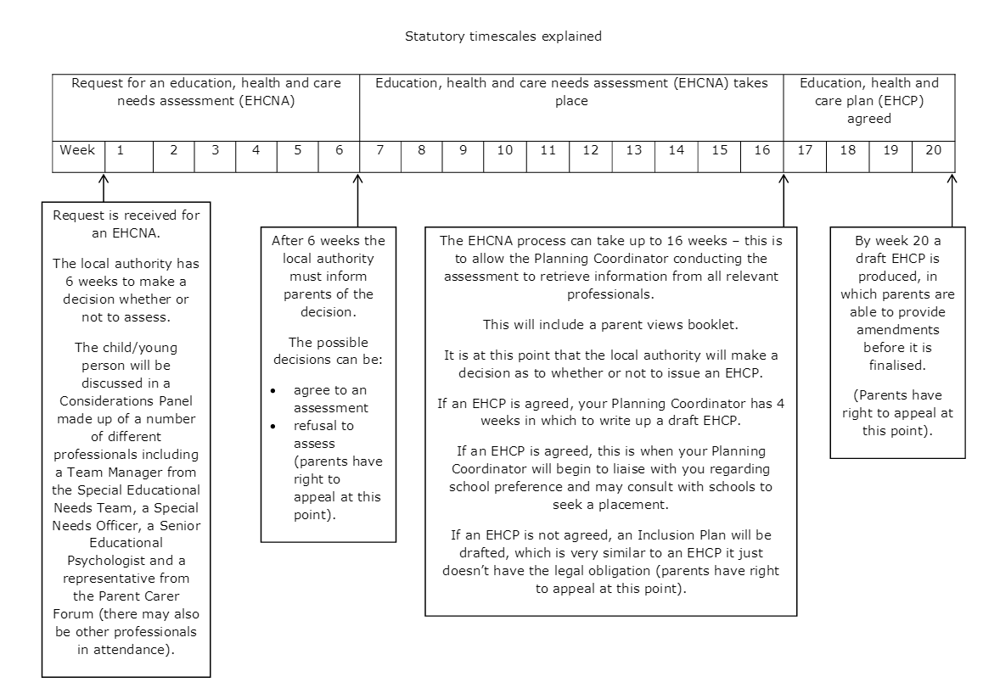 Statutory timescales explained
Request for an education, health and care
needs assessment (EHCNA)
Education, health and care needs assessment (EHCNA) takes
place
Education, health and
care plan (EHCP)
agreed
Week 1 2 3 4 5 6 7 8 9 10 11 12 13 14 15 16 17 18 19 20
Request is received for
an EHCNA.
The local authority has
6 weeks to make a
decision whether or
not to assess.
The child/young
person will be
discussed in a
Considerations Panel
made up of a number
of different
professionals including
a Team Manager from
the Special Educational
Needs Team, a Special
Needs Officer, a Senior
Educational
Psychologist and a
representative from
the Parent Carer
Forum (there may also
be other professionals
in attendance).
After 6 weeks the
local authority
must inform
parents of the
decision.
The possible
decisions can be:
• agree to an
assessment
• refusal to
assess
(parents have
right to
appeal at this
point).
The EHCNA process can take up to 16 weeks – this is
to allow the Planning Coordinator conducting the
assessment to retrieve information from all relevant
professionals.
This will include a parent views booklet.
It is at this point that the local authority will make a
decision as to whether or not to issue an EHCP.
If an EHCP is agreed, your Planning Coordinator has 4
weeks in which to write up a draft EHCP.
If an EHCP is agreed, this is when your Planning
Coordinator will begin to liaise with you regarding
school preference and may consult with schools to
seek a placement.
If an EHCP is not agreed, an Inclusion Plan will be
drafted, which is very similar to an EHCP it just
doesn’t have the legal obligation (parents have right
to appeal at this point).
By week 20 a
draft EHCP is
produced, in
which parents are
able to provide
amendments
before it is
finalised.
(Parents have
right to appeal at
this point).